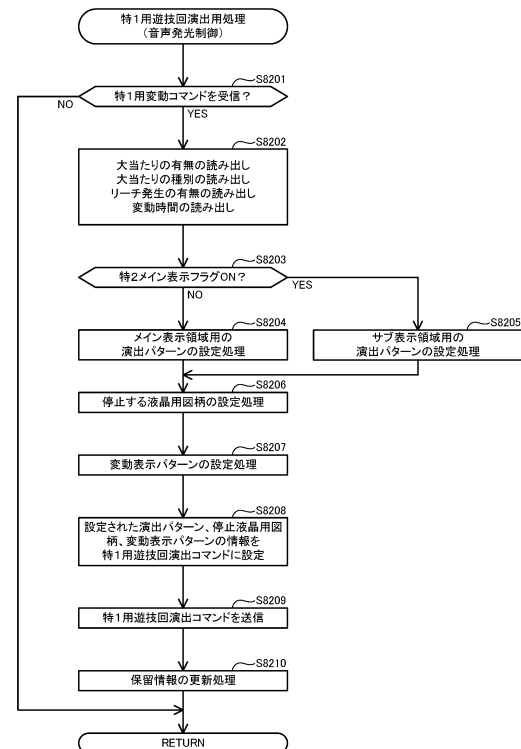 特1用遊技回演出用処理
(音声発光制御)
S8201
特1用変動コマンドを受信？
NO
YES
S8202
大当たりの有無の読み出し
大当たりの種別の読み出し
リーチ発生の有無の読み出し
変動時間の読み出し
S8203
特2メイン表示フラグON？
YES
NO
S8204
メイン表示領域用の
演出パターンの設定処理
S8205
サブ表示領域用の
演出パターンの設定処理
S8206
停止する液晶用図柄の設定処理
S8207
変動表示パターンの設定処理
S8208
設定された演出パターン、停止液晶用図
柄、変動表示パターンの情報を
特1用遊技回演出コマンドに設定
S8209
特1用遊技回演出コマンドを送信
S8210
保留情報の更新処理
RETURN